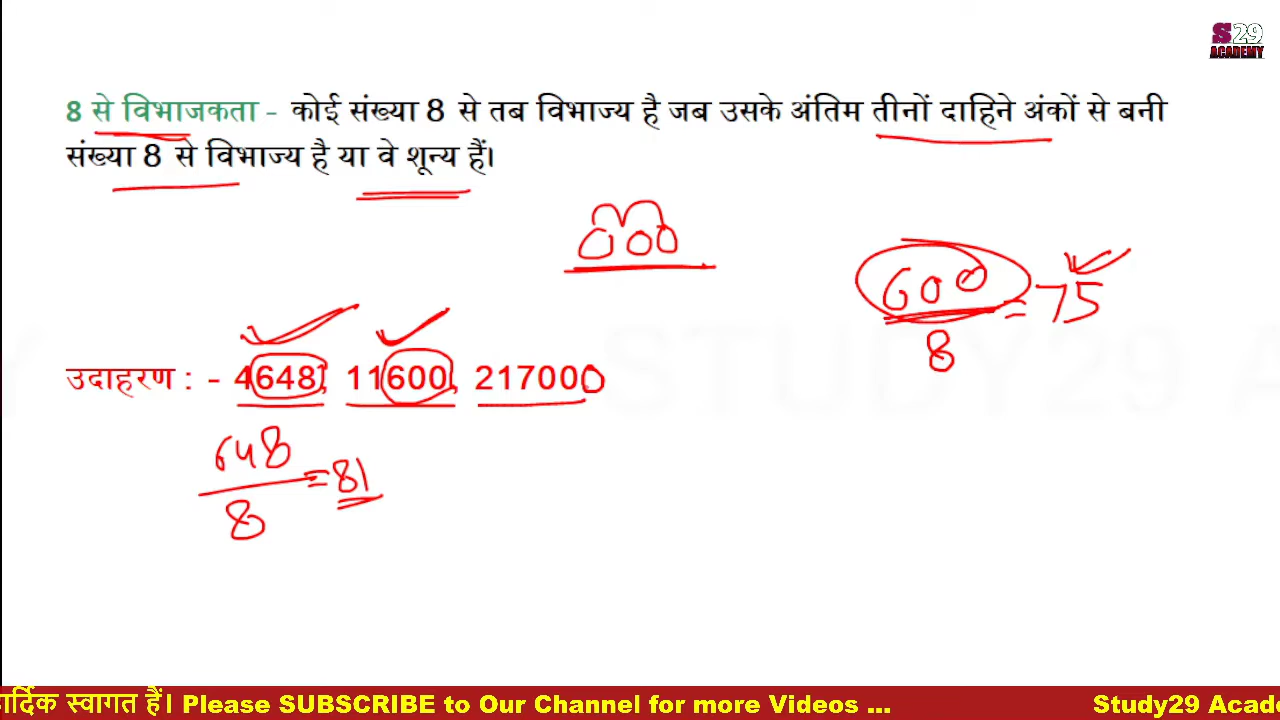 S29
ACADEMY
8 से विभाजकता - कोई संख्या 8 से तब विभाज्य है जब उसके अंतिम तीनों दाहिने अंकों से बनी
संख्या 8 से विभाज्य है या वे शून्य हैं।
000
600
= 75
8
STUDY29 A
उदाहरण : - 4648, 11600, 217000
648
= 81
8
हार्दिक स्वागत हैं। Please SUBSCRIBE to Our Channel for more Videos ... Study29 Acade